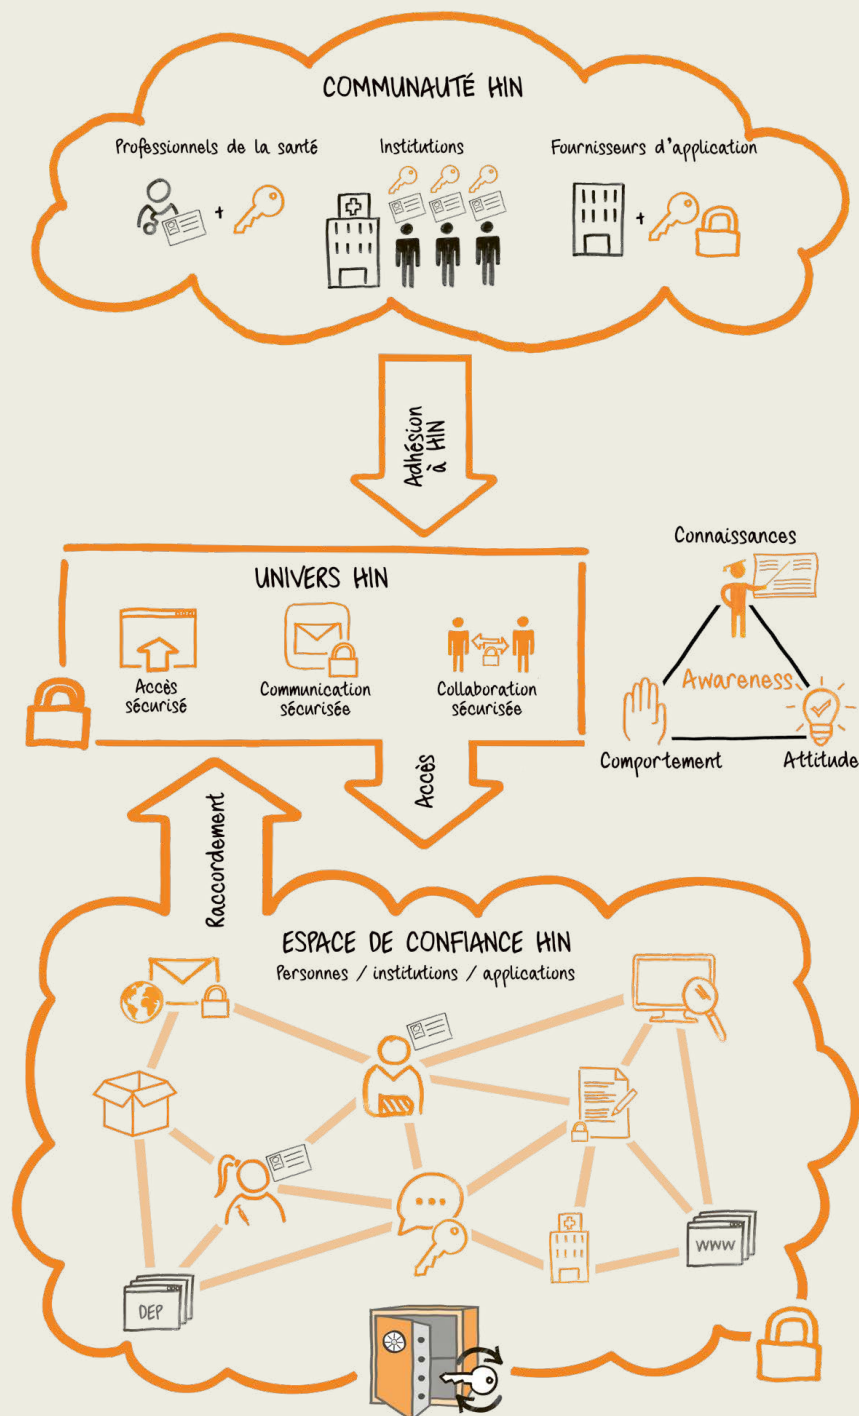 COMMUNAUTÉ HIN
Professionnels de la santé
Institutions
Fournisseurs d'application
+
+
Adhésion
à HIN
UNIVERS HIN
Accès
sécurisé
Communication
sécurisée
Collaboration
sécurisée
Connaissances
Awareness
Comportement
Attitude
Raccordement
Accès
ESPACE DE CONFIANCE HIN
Personnes / institutions / applications
WWW
DEP